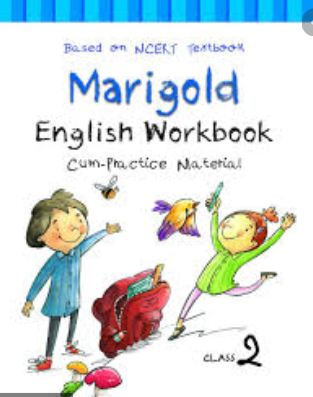 Based on NCERT Textbook
Marigold
English Workbook
Cum-Practice Material
CLASS 2